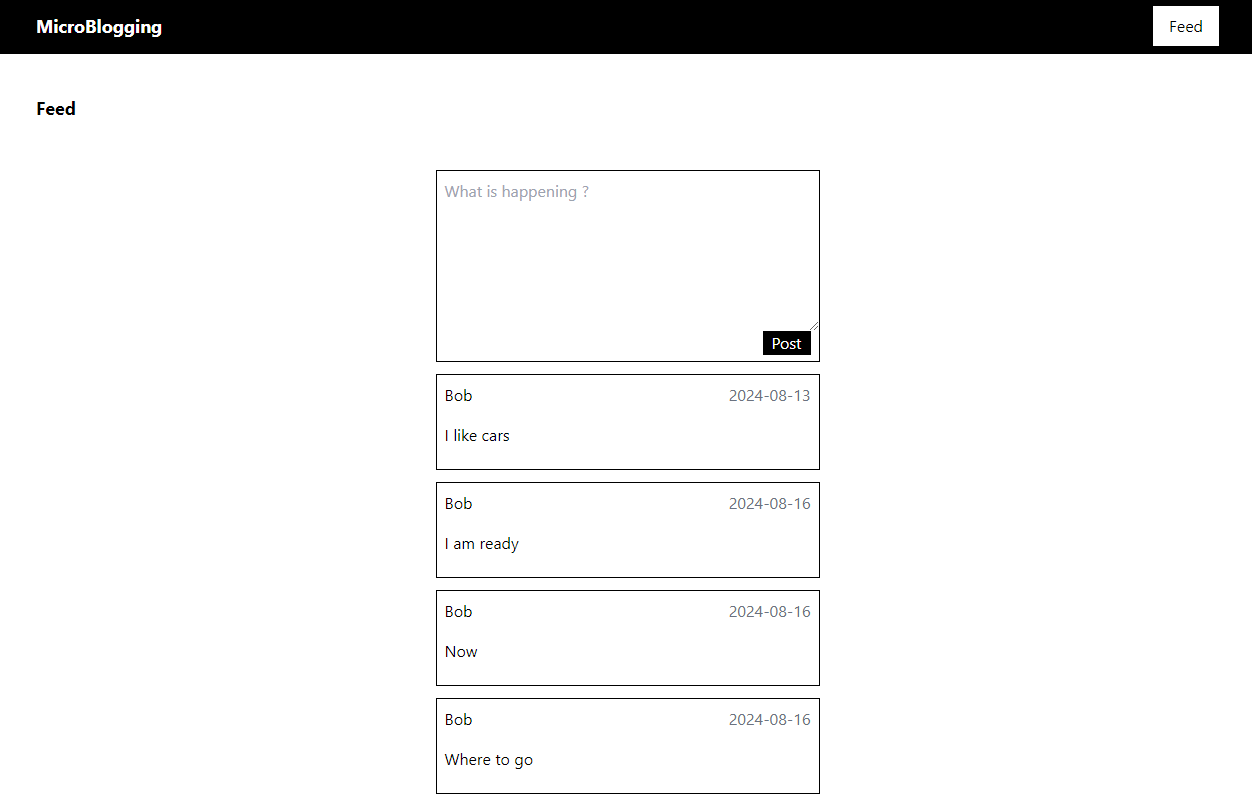 MicroBlogging
Feed
Feed
What is happening ?
Post
Bob 2024-08-13
I like cars
Bob 2024-08-16
I am ready
Bob 2024-08-16
Now
Bob 2024-08-16
Where to go